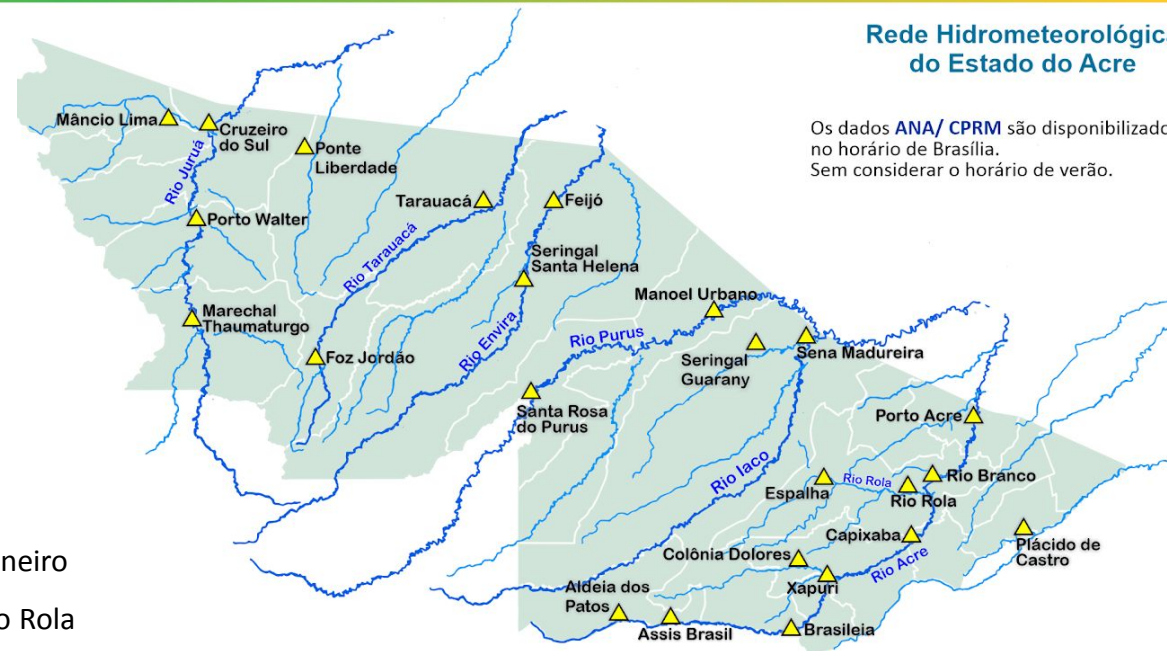 Rede Hidrometeorológica
do Estado do Acre
Os dados ANA/ CPRM são disponibilizado
no horário de Brasília.
Sem considerar o horário de verão.
Mâncio Lima
Cruzeiro
do Sul
Ponte
Liberdade
Rio Juruá
Porto Walter
Tarauacá
Feijó
Rio Tarauacá
Seringal
Santa Helena
Manoel Urbano
Marechal
Thaumaturgo
Foz Jordão
Rio Envira
Rio Purus
Seringal
Guarany
Sena Madureira
Santa Rosa
do Purus
Porto Acre
Rio Iaco
Espalha
Rio Rola
Rio Rola
Rio Branco
Capixaba
Plácido de
Castro
Colônia Dolores
Rio Acre
Xapuri
Aldeia dos
Patos
Assis Brasil
Brasileia
neiro
o Rola